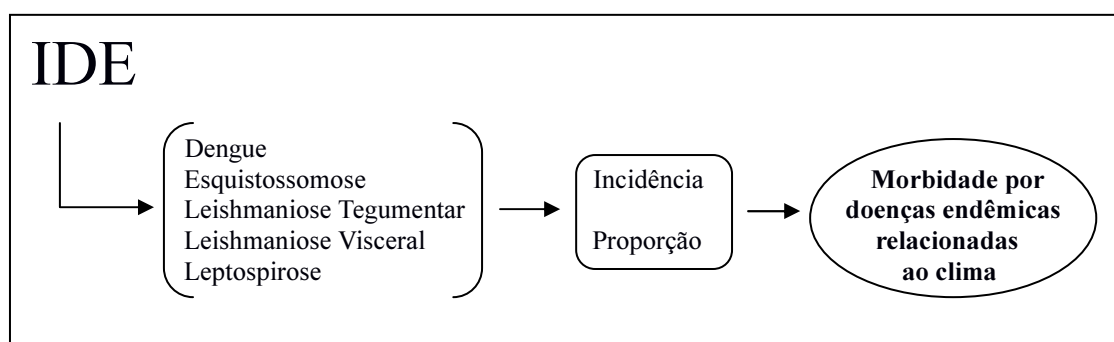 IDE
Dengue
Esquistossomose
Leishmaniose Tegumentar
Leishmaniose Visceral
Leptospirose
Incidência
Proporção
Morbidade por
doenças endêmicas
relacionadas
ao clima